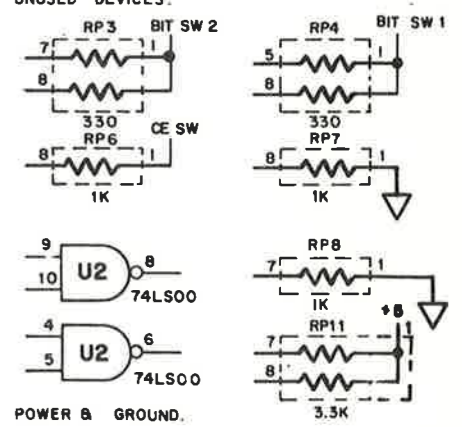 UNUSED DEVICES:
RP3 BIT SW 2
7 1
8
330
RP6 CE SW
8 1
1K
RP4 BIT SW 1
5 1
8
330
RP7
8 1
1K
9
10 U2 8
74LS00
4
5 U2 6
74LS00
RP8
7 1
1K
+5
RP11 1
7
8
3.3K
POWER & GROUND.